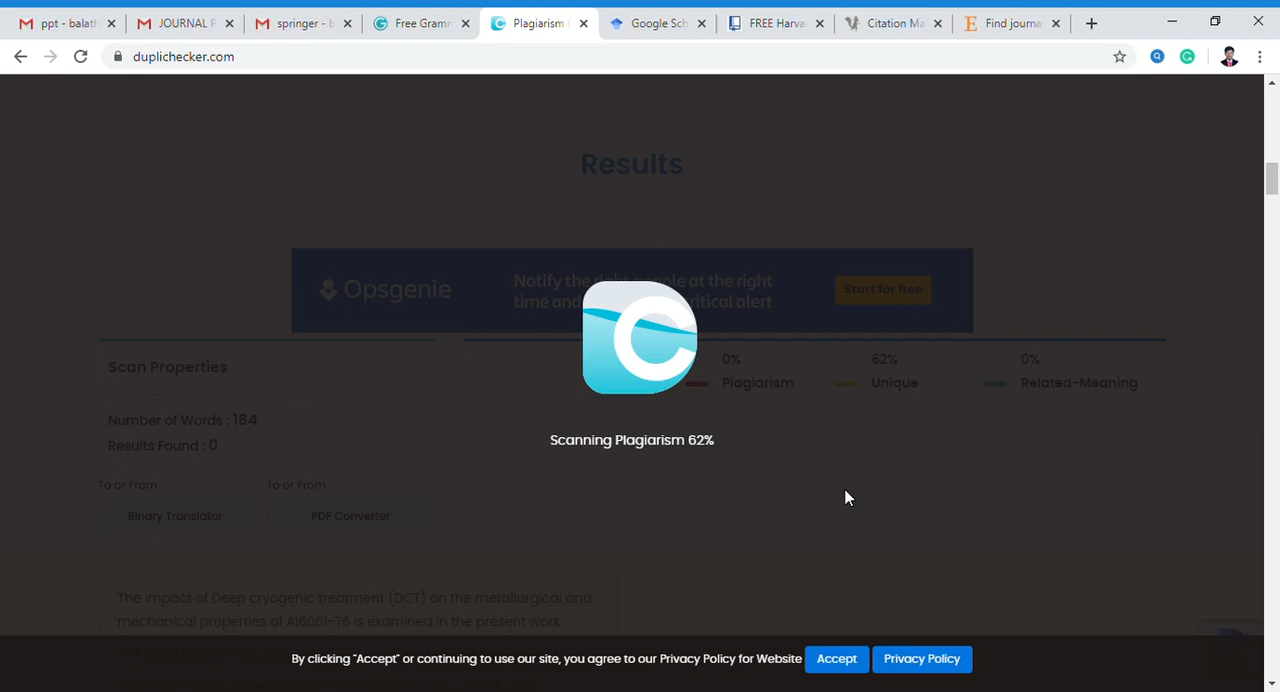 ppt - balath
JOURNAL P
springer - b
Free Gramm
Plagiarism C
Google Sch
FREE Harva
Citation Ma
Find journa
duplichecker.com
Results
Opsgenie
Notify the right people at the right
time and critical alert
Start for free
Scan Properties
0%
62%
0%
Plagiarism
Unique
Related-Meaning
Number of Words : 184
Results Found : 0
Scanning Plagiarism 62%
To or From
To or From
Binary Translator
PDF Converter
The impact of Deep cryogenic treatment (DCT) on the metallurgical and
mechanical properties of A16061-T6 is examined in the present work.
By clicking "Accept" or continuing to use our site, you agree to our Privacy Policy for Website
Accept
Privacy Policy